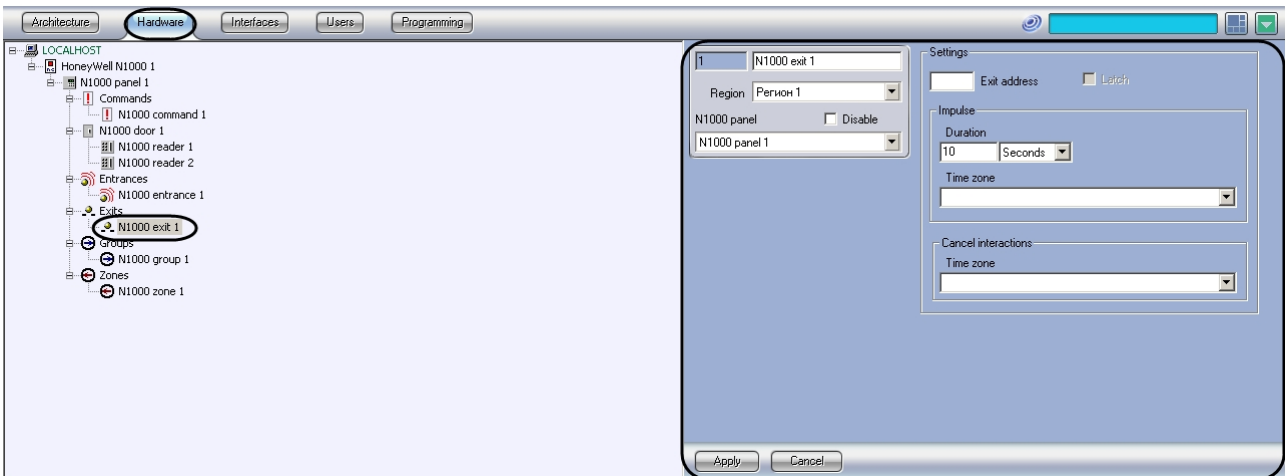 Architecture Hardware Interfaces Users Programming
LOCALHOST
HoneyWell N1000 1
N1000 panel 1
Commands
N1000 command 1
N1000 door 1
N1000 reader 1
N1000 reader 2
Entrances
N1000 entrance 1
Exits
N1000 exit 1
Groups
N1000 group 1
Zones
N1000 zone 1
1 N1000 exit 1
Region Регион 1
N1000 panel Disable
N1000 panel 1
Settings
Exit address Latch
Impulse
Duration
10 Seconds
Time zone
Cancel interactions
Time zone
Apply Cancel